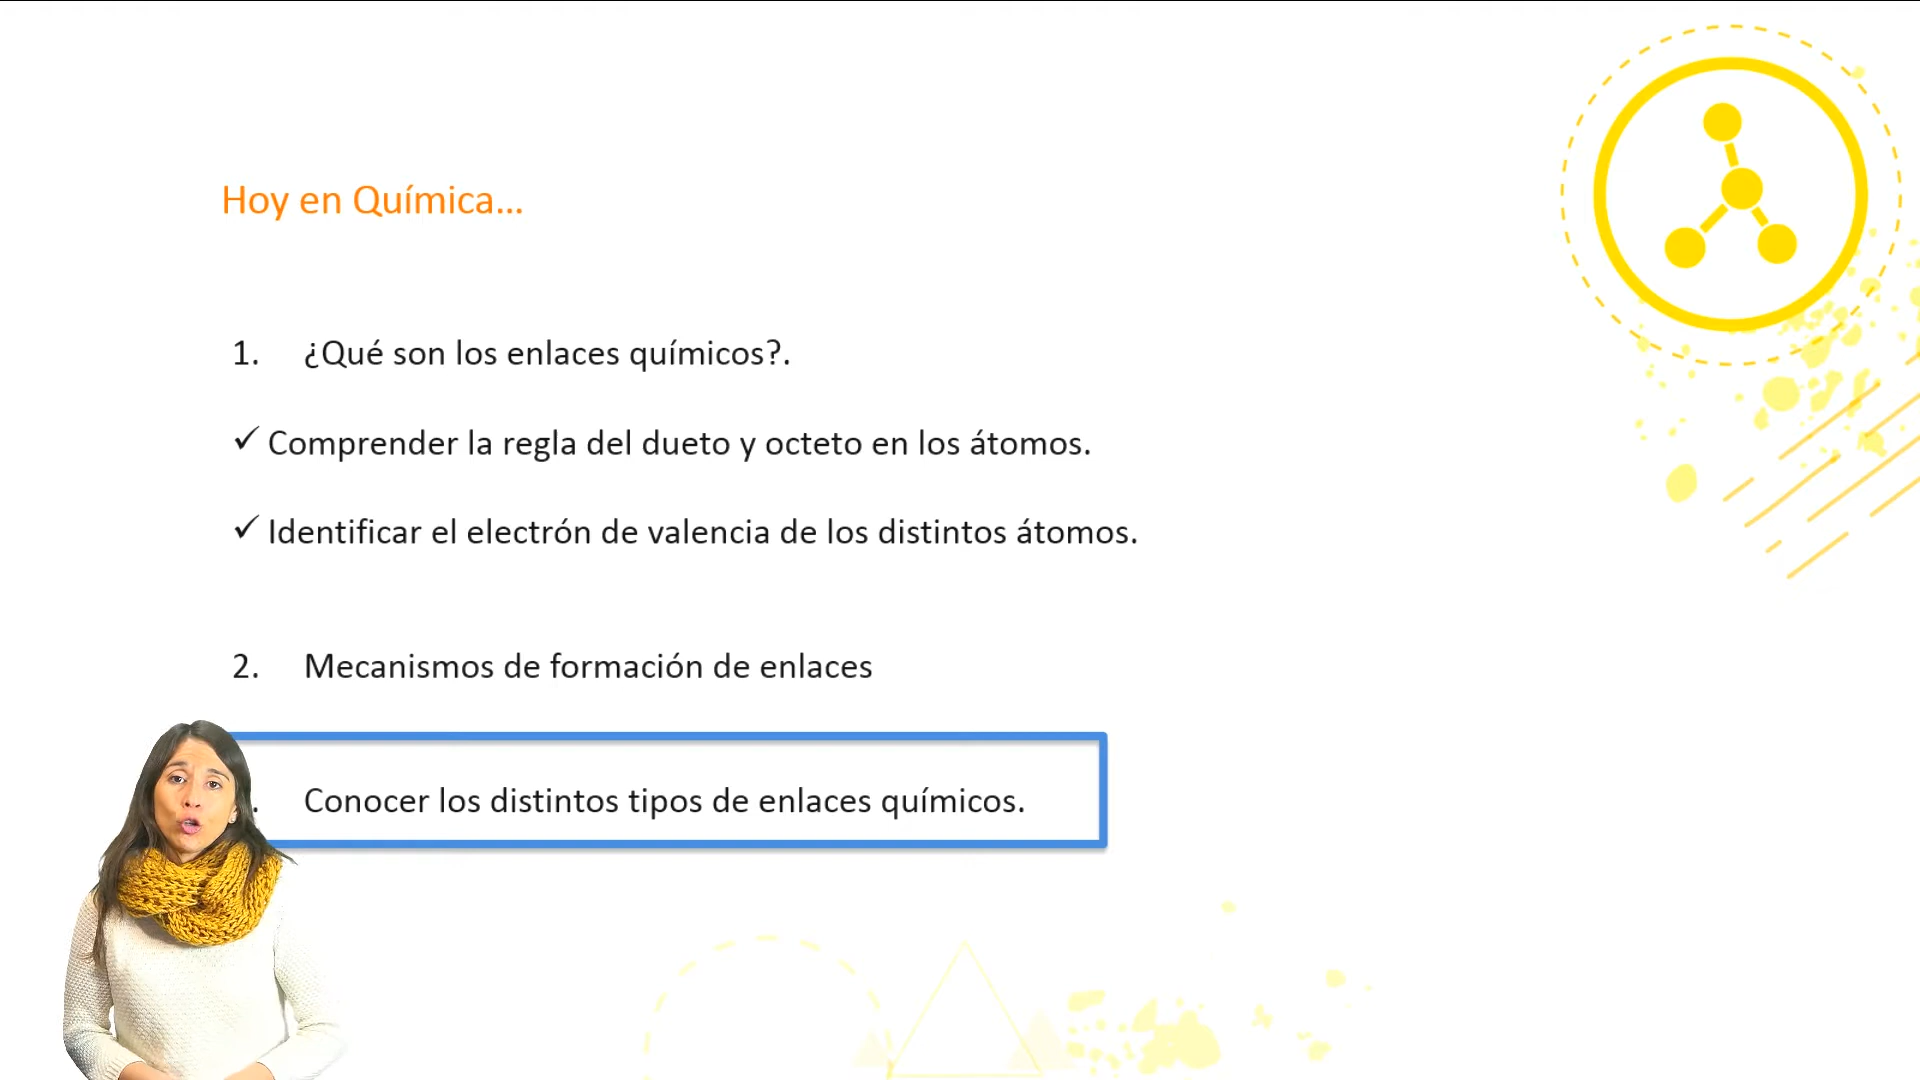 Hoy en Química...
1. ¿Qué son los enlaces químicos?.
✓ Comprender la regla del dueto y octeto en los átomos.
✓ Identificar el electrón de valencia de los distintos átomos.
2. Mecanismos de formación de enlaces
. Conocer los distintos tipos de enlaces químicos.